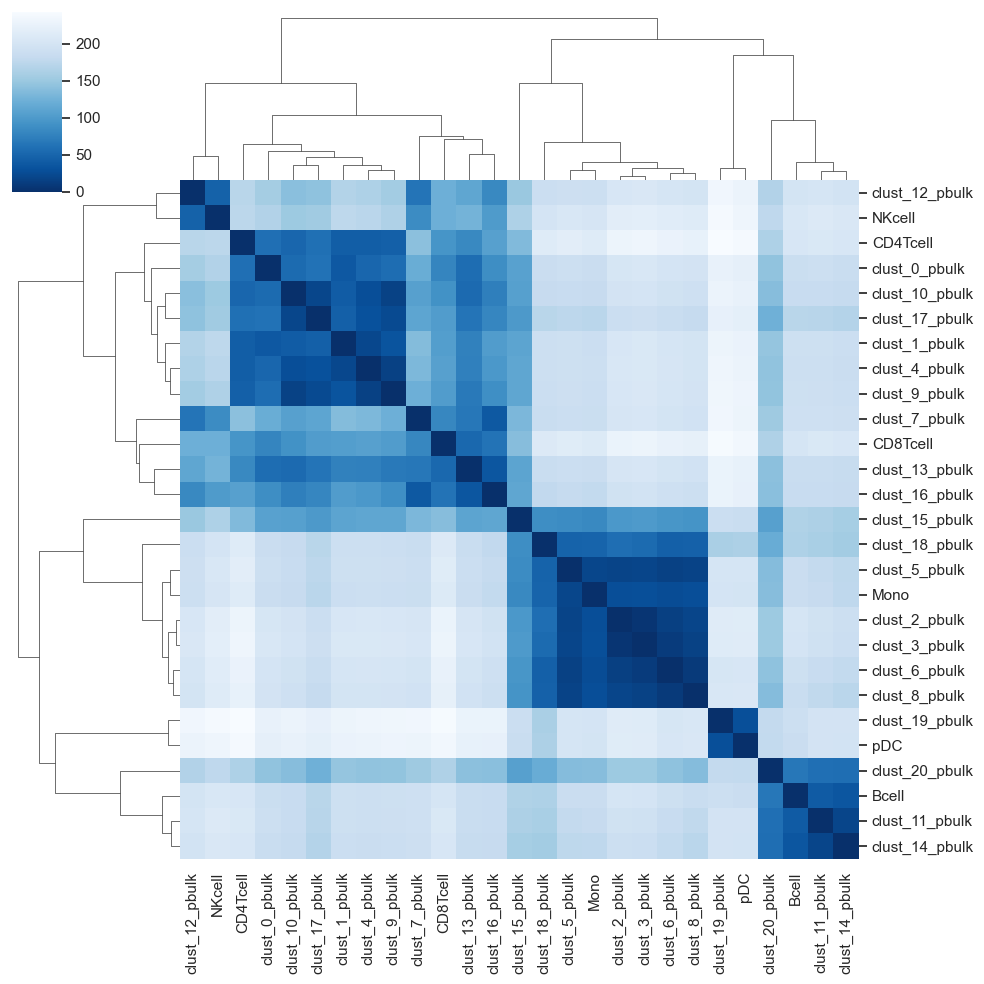 200
150
100
50
0
clust_12_pbulk
NKcell
CD4Tcell
clust_0_pbulk
clust_10_pbulk
clust_17_pbulk
clust_1_pbulk
clust_4_pbulk
clust_9_pbulk
clust_7_pbulk
CD8Tcell
clust_13_pbulk
clust_16_pbulk
clust_15_pbulk
clust_18_pbulk
clust_5_pbulk
Mono
clust_2_pbulk
clust_3_pbulk
clust_6_pbulk
clust_8_pbulk
clust_19_pbulk
pDC
clust_20_pbulk
Bcell
clust_11_pbulk
clust_14_pbulk
clust_12_pbulk
NKcell
CD4Tcell
clust_0_pbulk
clust_10_pbulk
clust_17_pbulk
clust_1_pbulk
clust_4_pbulk
clust_9_pbulk
clust_7_pbulk
CD8Tcell
clust_13_pbulk
clust_16_pbulk
clust_15_pbulk
clust_18_pbulk
clust_5_pbulk
Mono
clust_2_pbulk
clust_3_pbulk
clust_6_pbulk
clust_8_pbulk
clust_19_pbulk
pDC
clust_20_pbulk
Bcell
clust_11_pbulk
clust_14_pbulk